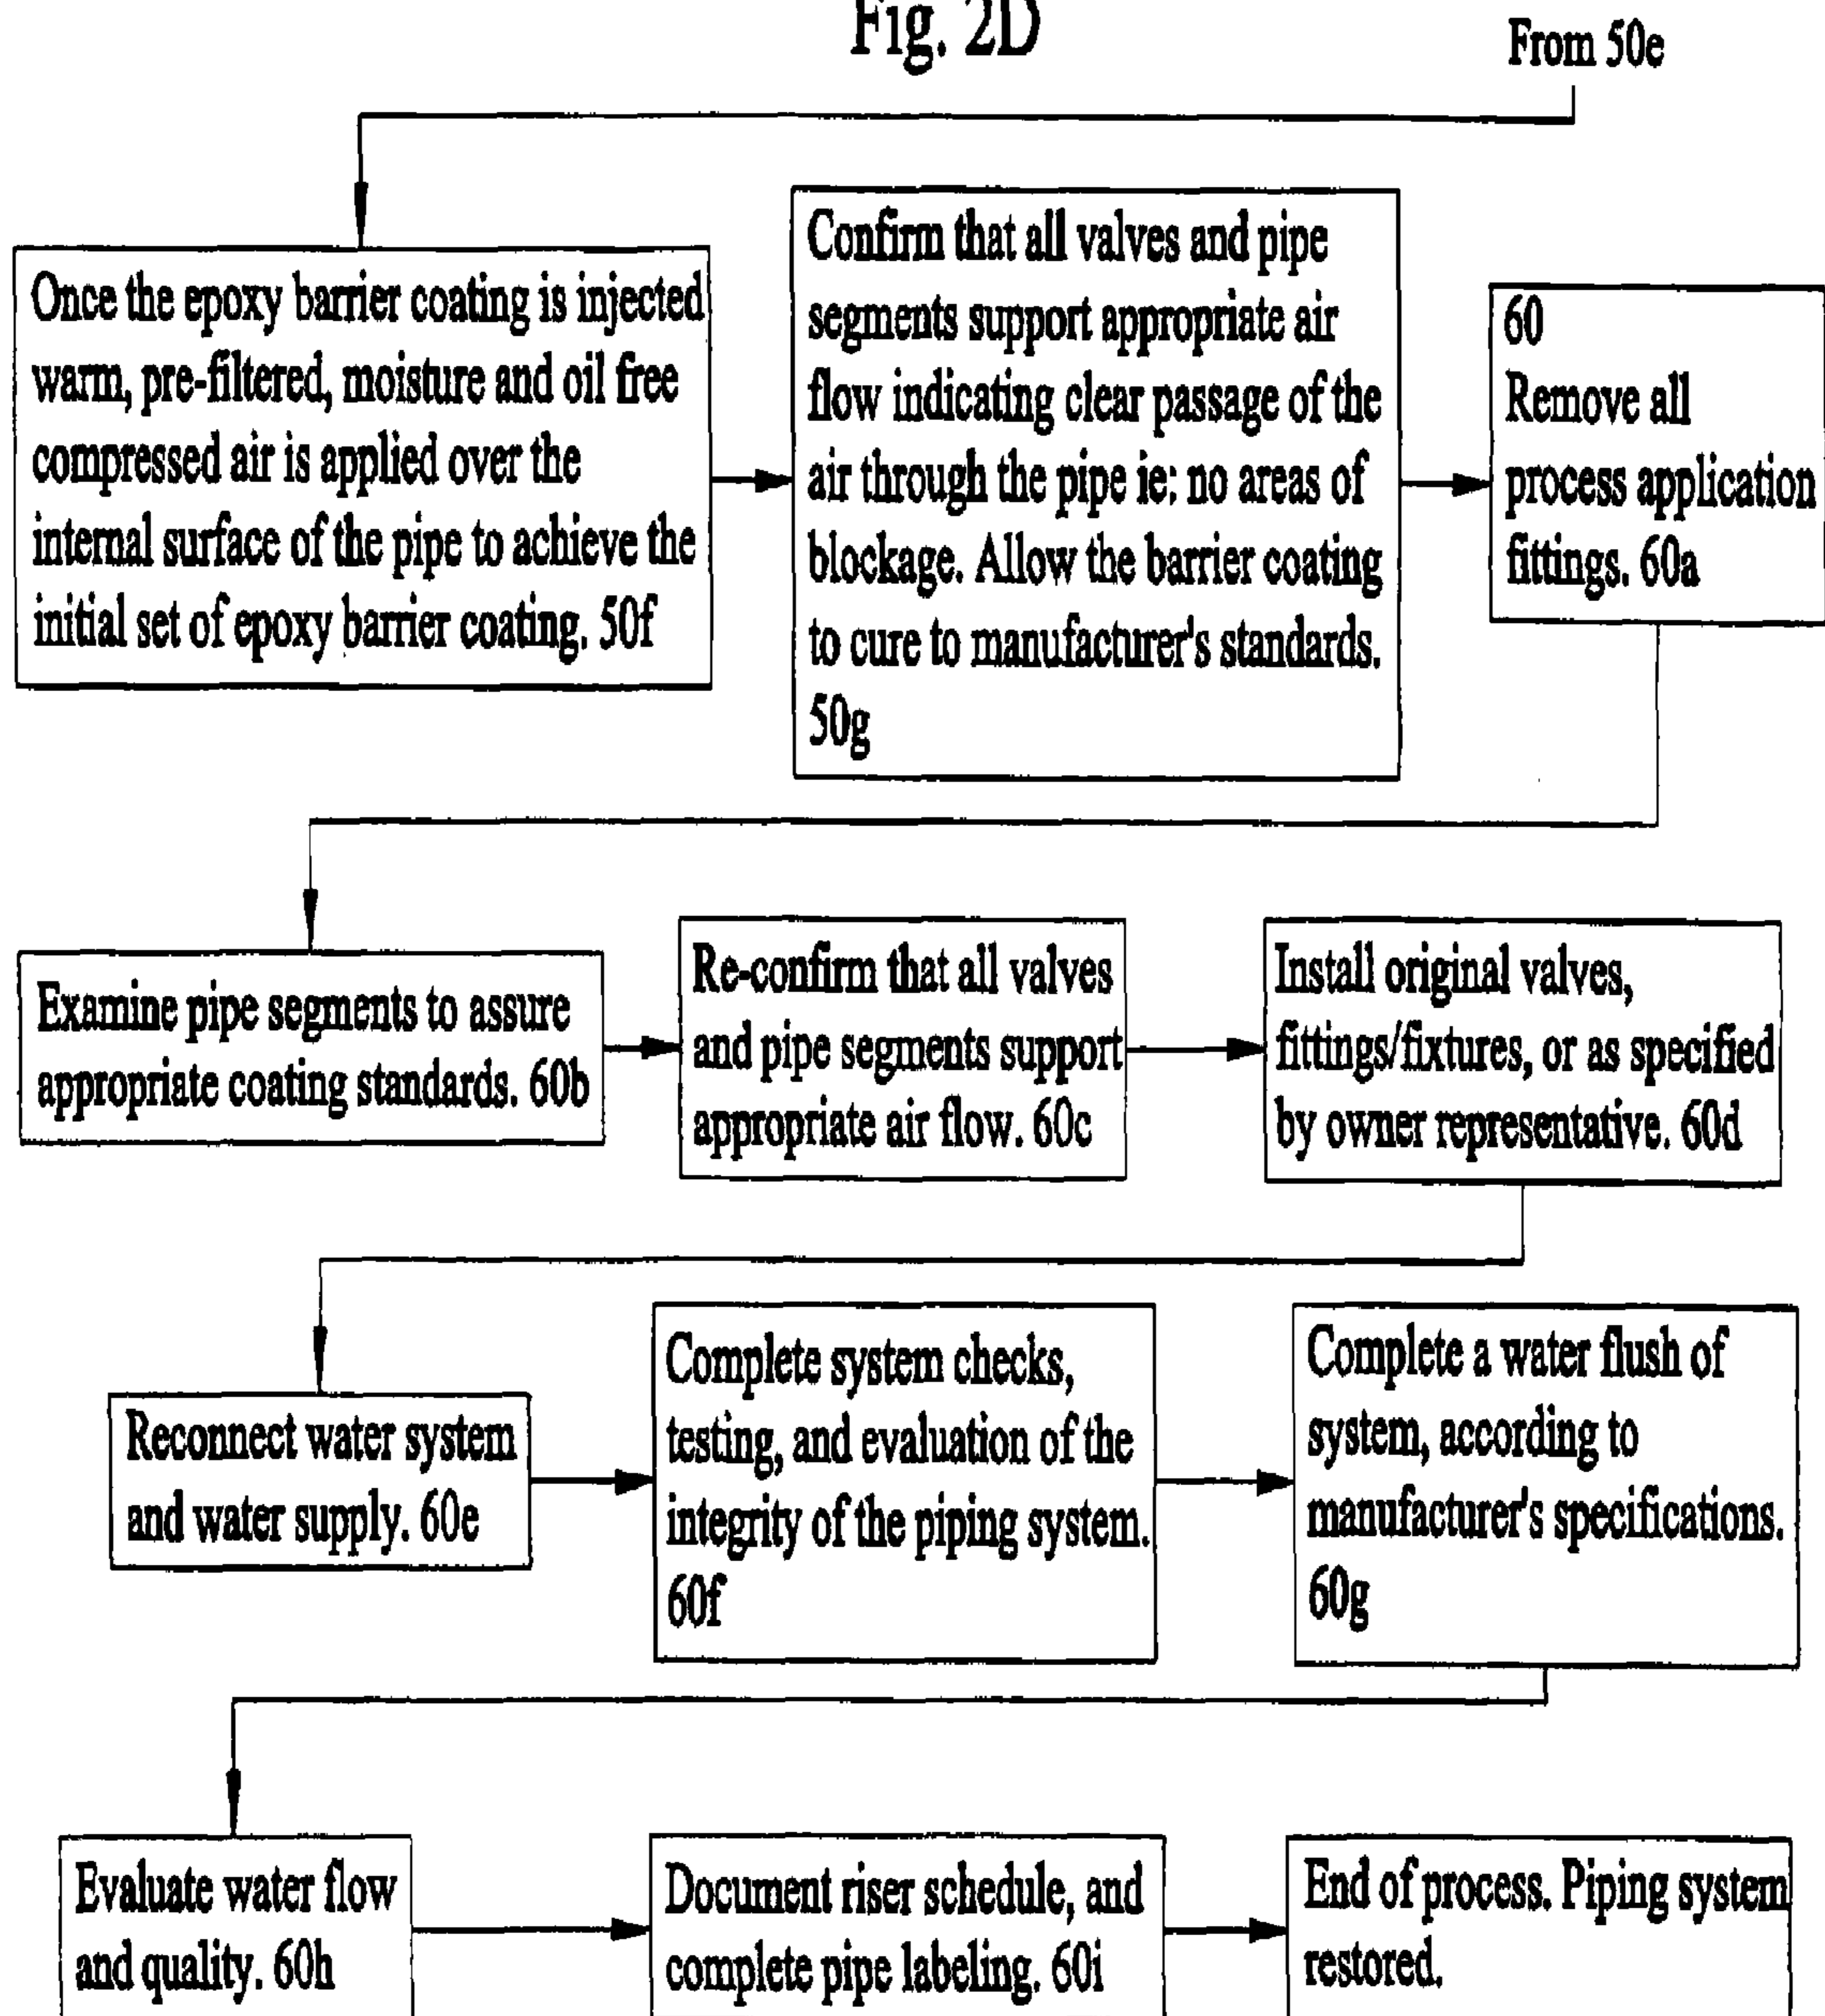 Fig. 2D
From 50e
Once the epoxy barrier coating is injected
warm, pre-filtered, moisture and oil free
compressed air is applied over the
internal surface of the pipe to achieve the
initial set of epoxy barrier coating. 50f
Confirm that all valves and pipe
segments support appropriate air
flow indicating clear passage of the
air through the pipe ie: no areas of
blockage. Allow the barrier coating
to cure to manufacturer's standards.
50g
60
Remove all
process application
fittings. 60a
Examine pipe segments to assure
appropriate coating standards. 60b
Re-confirm that all valves
and pipe segments support
appropriate air flow. 60c
Install original valves,
fittings/fixtures, or as specified
by owner representative. 60d
Reconnect water system
and water supply. 60e
Complete system checks,
testing, and evaluation of the
integrity of the piping system.
60f
Complete a water flush of
system, according to
manufacturer's specifications.
60g
Evaluate water flow
and quality. 60h
Document riser schedule, and
complete pipe labeling. 60i
End of process. Piping system
restored.